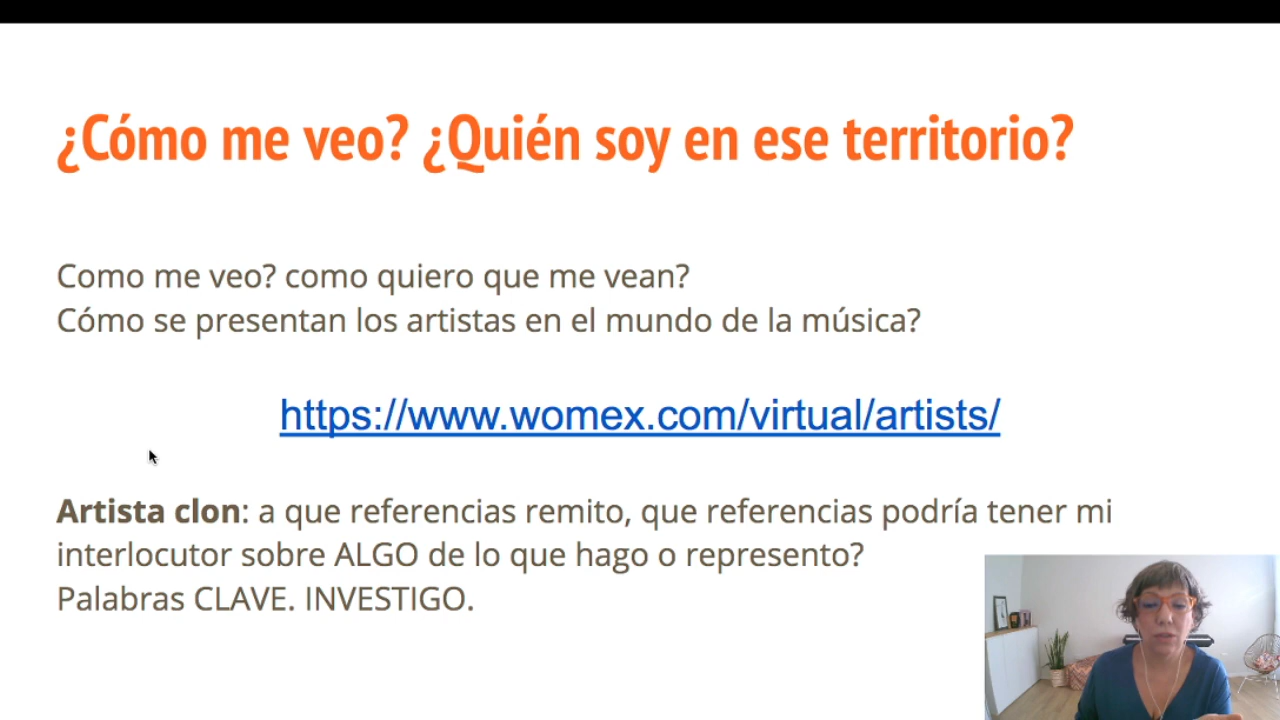 ¿Cómo me veo? ¿Quién soy en ese territorio?
Como me veo? como quiero que me vean?
Cómo se presentan los artistas en el mundo de la música?
https://www.womex.com/virtual/artists/
Artista clon: a que referencias remito, que referencias podría tener mi
interlocutor sobre ALGO de lo que hago o represento?
Palabras CLAVE. INVESTIGO.